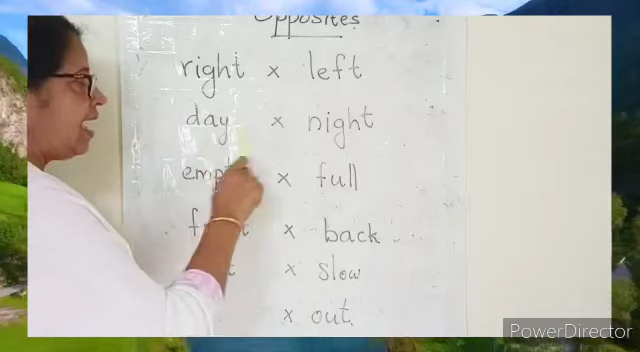 Opposites
right x left
day x night
x full
x back
x slow
x out
PowerDirector